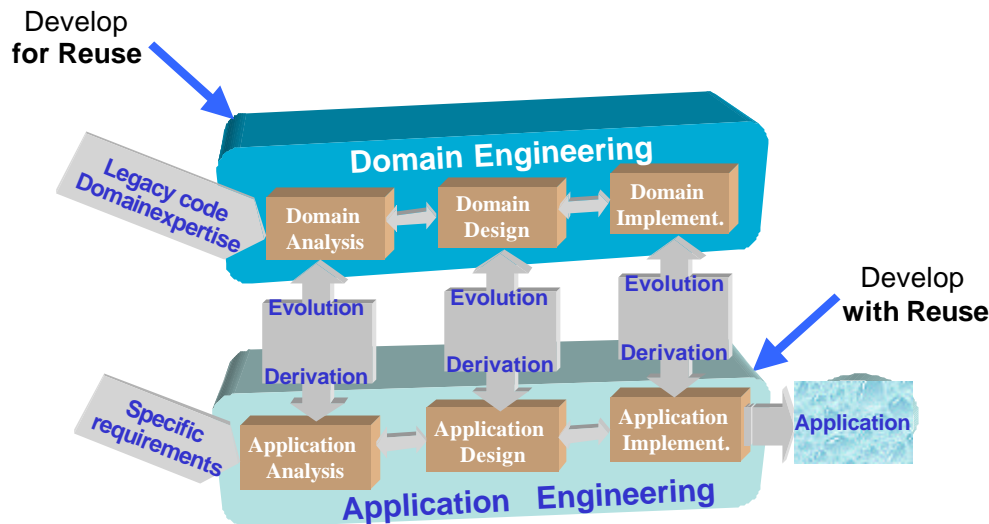 Develop
for Reuse
Domain Engineering
Legacy code
Domainexpertise
Domain
Analysis
Domain
Design
Domain
Implement.
Evolution
Evolution
Evolution
Develop
with Reuse
Derivation
Derivation
Derivation
Specific
requirements
Application
Analysis
Application
Design
Application
Implement.
Application
Application Engineering